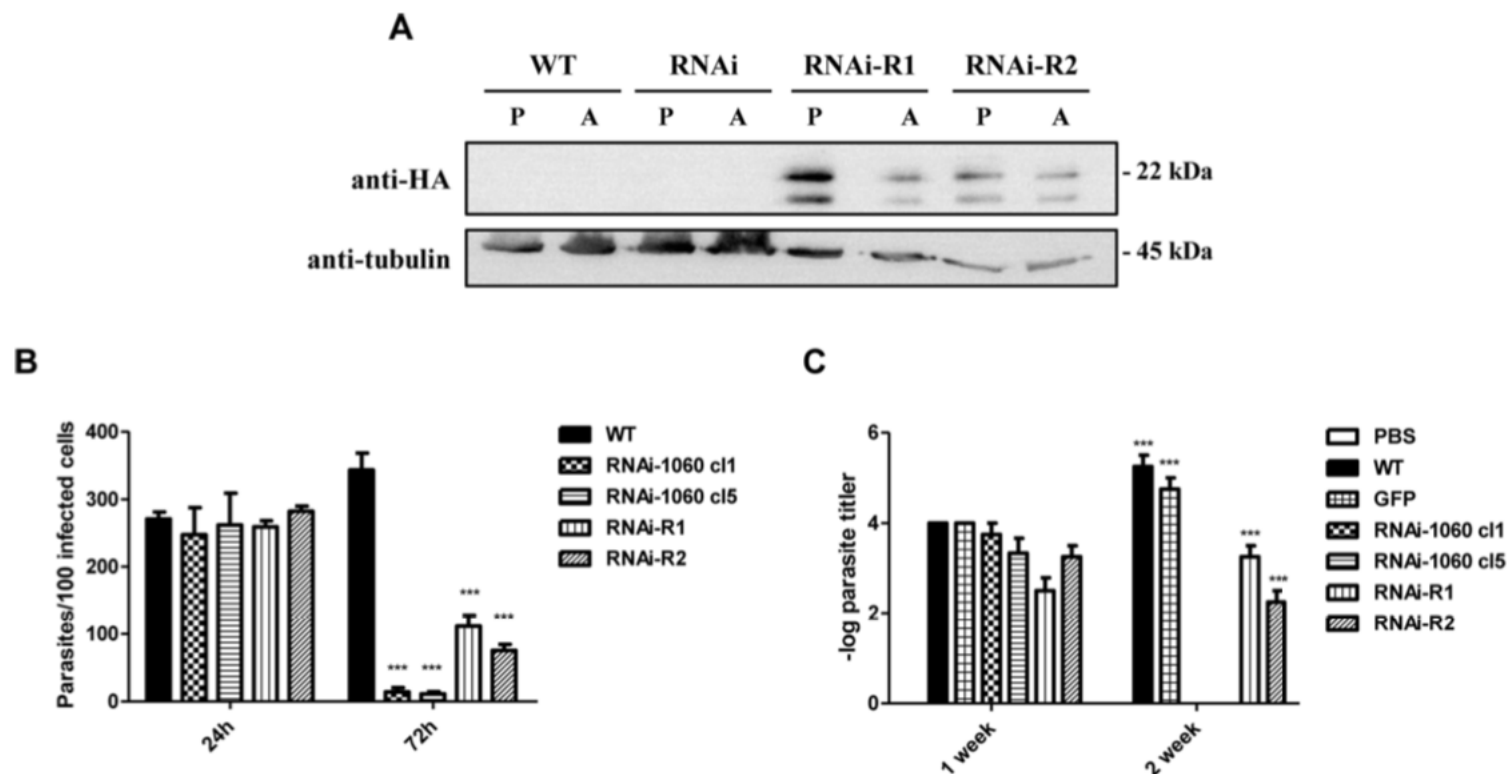 A
WT RNAi RNAi-R1 RNAi-R2
P A P A P A P A
anti-HA - 22 kDa
anti-tubulin - 45 kDa
B
Parasites/100 infected cells
400
300
200
100
0
*** *** *** ***
24h 72h
WT
RNAi-1060 cl1
RNAi-1060 cl5
RNAi-R1
RNAi-R2
C
-log parasite titler
6
4
2
0
*** *** *** ***
1 week 2 week
PBS
WT
GFP
RNAi-1060 cl1
RNAi-1060 cl5
RNAi-R1
RNAi-R2